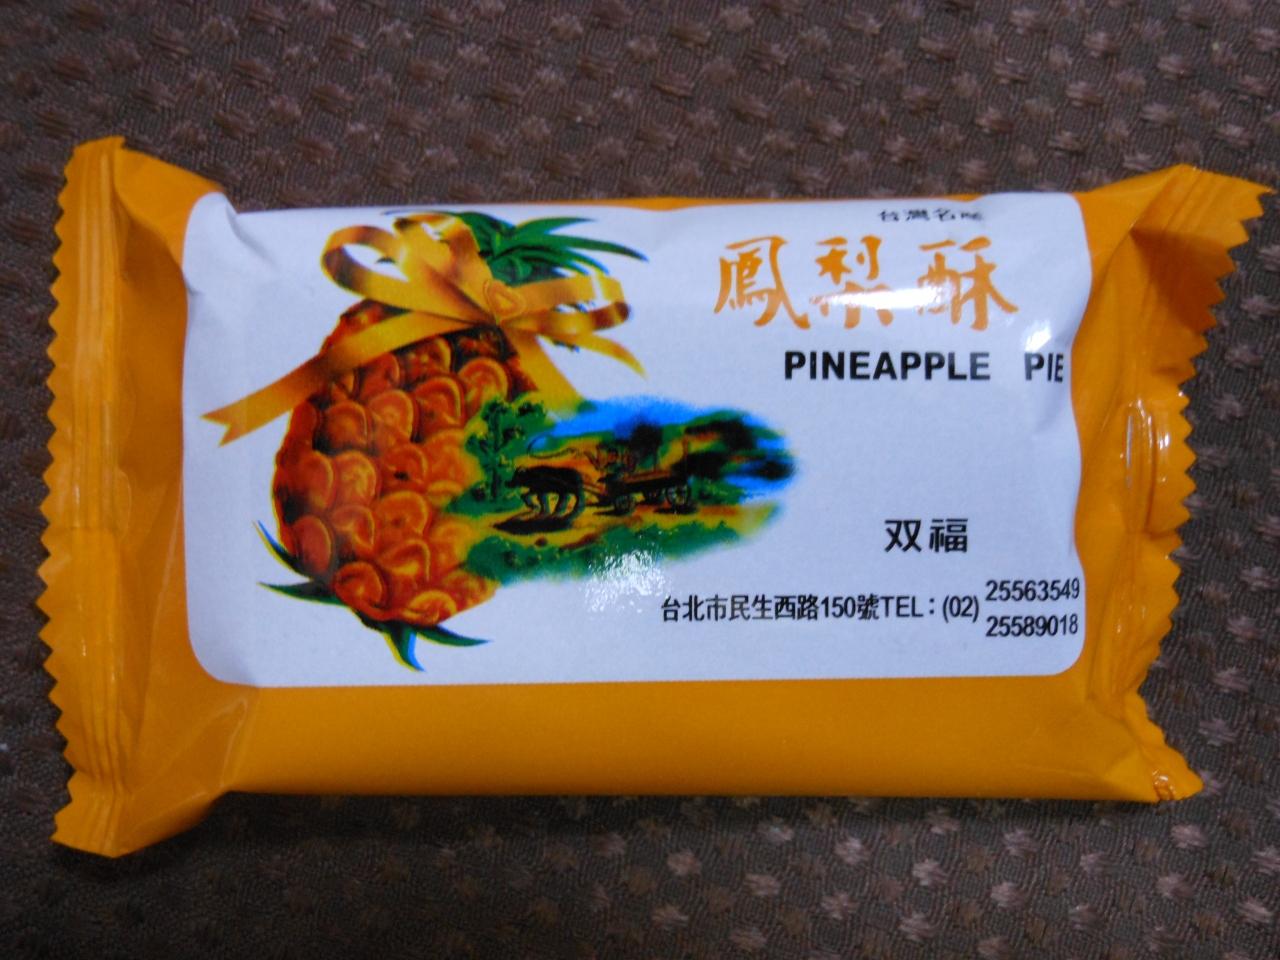 台灣名
鳳梨酥
PINEAPPLE PIE
双福
台北市民生西路150號TEL：(02) 25563549
25589018